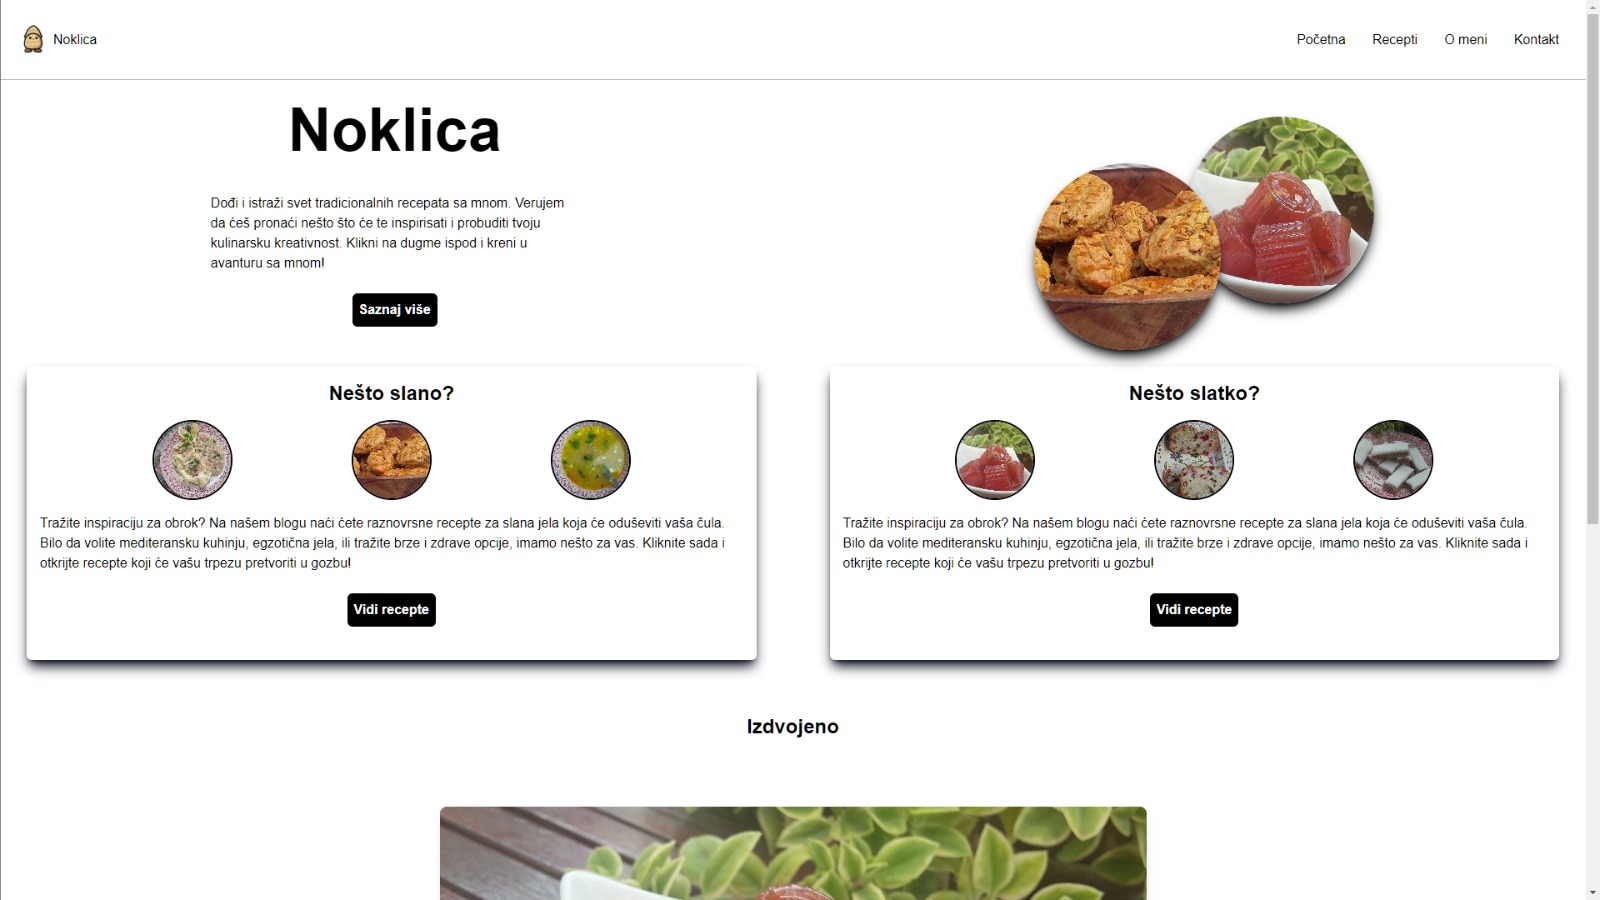 Noklica
Početna
Recepti
O meni
Kontakt
Noklica
Dođi i istraži svet tradicionalnih recepata sa mnom. Verujem
da ćeš pronaći nešto što će te inspirisati i probuditi tvoju
kulinarsku kreativnost. Klikni na dugme ispod i kreni u
avanturu sa mnom!
Saznaj više
Nešto slano?
Tražite inspiraciju za obrok? Na našem blogu naći ćete raznovrsne recepte za slana jela koja će oduševiti vaša čula.
Bilo da volite mediteransku kuhinju, egzotična jela, ili tražite brze i zdrave opcije, imamo nešto za vas. Kliknite sada i
otkrijte recepte koji će vašu trpezu pretvoriti u gozbu!
Vidi recepte
Nešto slatko?
Tražite inspiraciju za obrok? Na našem blogu naći ćete raznovrsne recepte za slana jela koja će oduševiti vaša čula.
Bilo da volite mediteransku kuhinju, egzotična jela, ili tražite brze i zdrave opcije, imamo nešto za vas. Kliknite sada i
otkrijte recepte koji će vašu trpezu pretvoriti u gozbu!
Vidi recepte
Izdvojeno